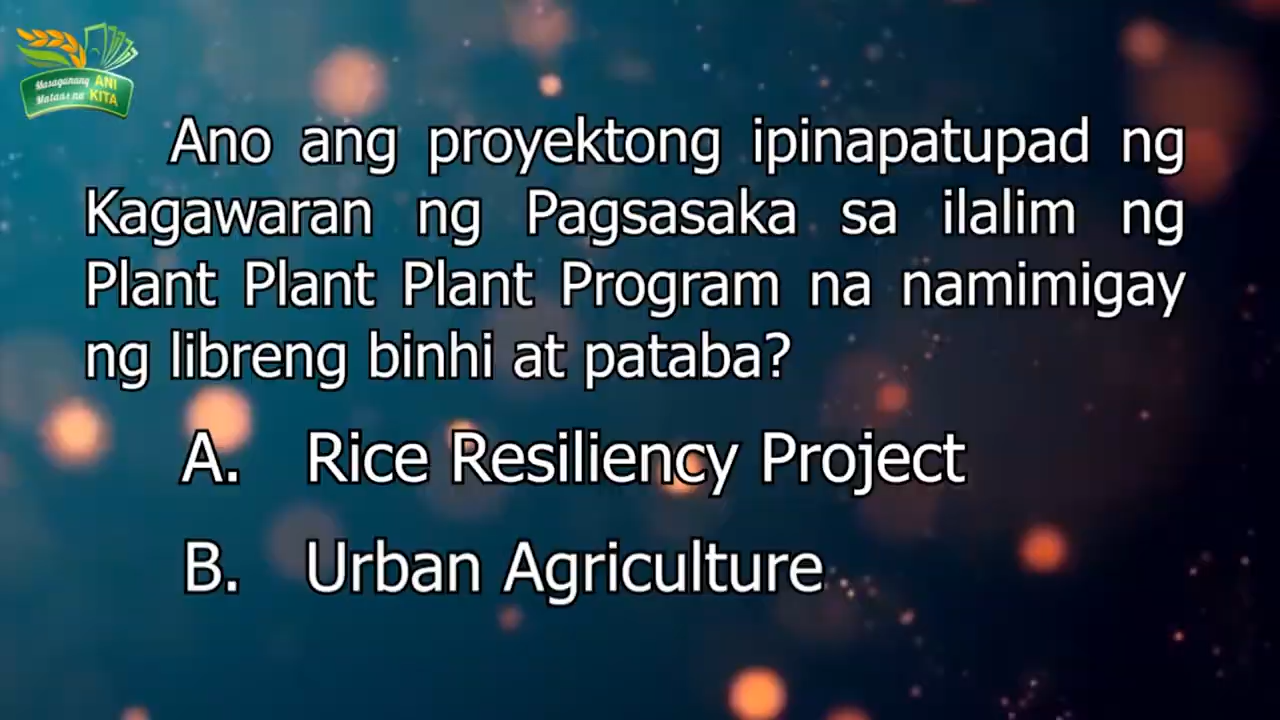 Masaganang ANI
Mataas na KITA
Ano ang proyektong ipinapatupad ng
Kagawaran ng Pagsasaka sa ilalim ng
Plant Plant Plant Program na namimigay
ng libreng binhi at pataba?
A. Rice Resiliency Project
B. Urban Agriculture